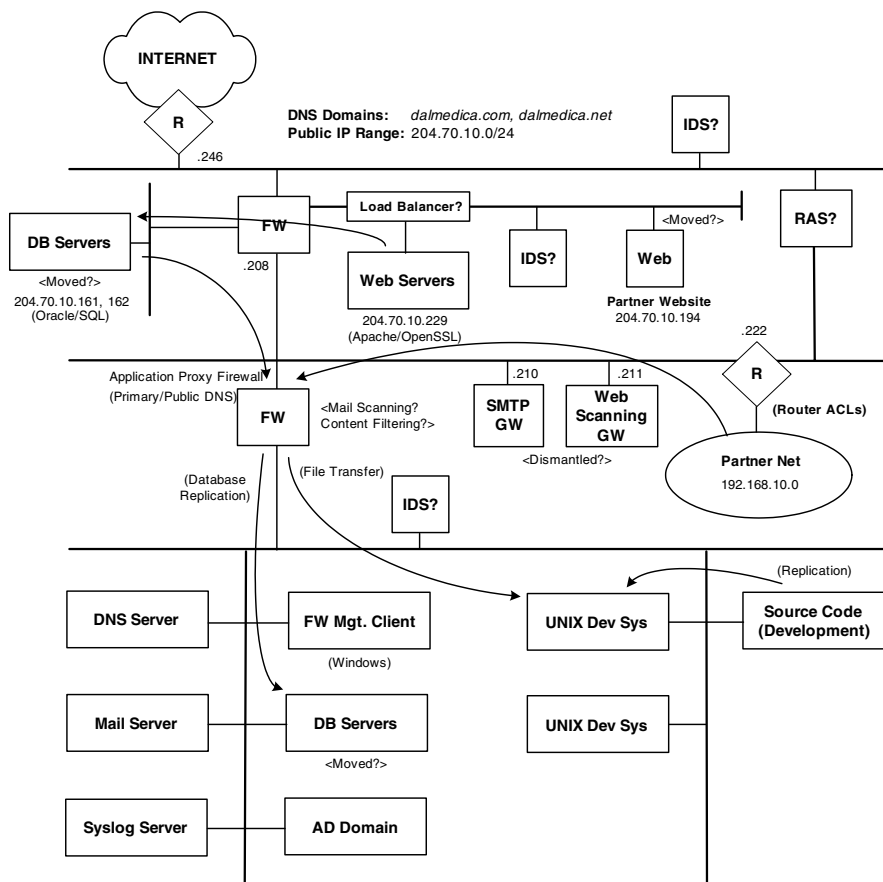 INTERNET
R
DNS Domains: dalmedica.com, dalmedica.net
Public IP Range: 204.70.10.0/24
IDS?
.246
DB Servers
<Moved?>
204.70.10.161, 162
(Oracle/SQL)
FW
.208
Load Balancer?
Web Servers
204.70.10.229
(Apache/OpenSSL)
IDS?
<Moved?>
Web
Partner Website
204.70.10.194
RAS?
.222
R
(Router ACLs)
Application Proxy Firewall
(Primary/Public DNS)
FW
<Mail Scanning?
Content Filtering?>
.210
SMTP
GW
.211
Web
Scanning
GW
<Dismantled?>
Partner Net
192.168.10.0
(Database
Replication)
(File Transfer)
IDS?
(Replication)
DNS Server
FW Mgt. Client
(Windows)
UNIX Dev Sys
Source Code
(Development)
Mail Server
DB Servers
<Moved?>
UNIX Dev Sys
Syslog Server
AD Domain